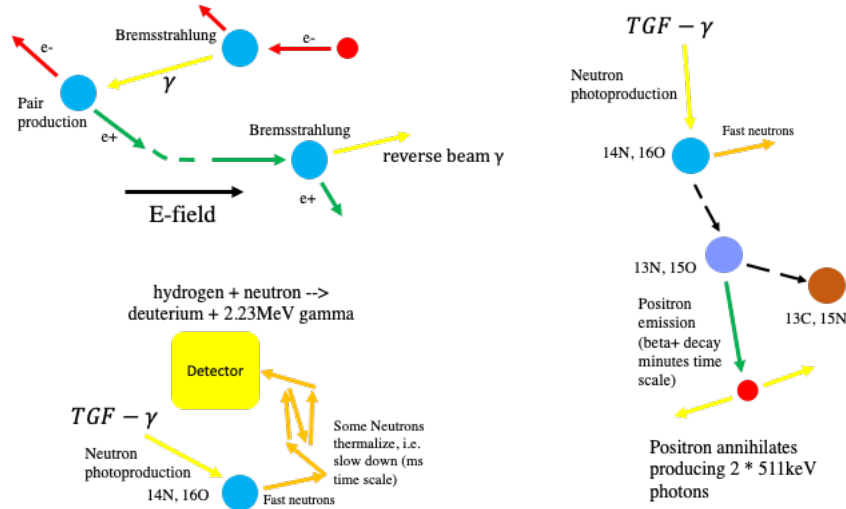 e-
Bremsstrahlung
e-
γ
Pair
production
e+
Bremsstrahlung
reverse beam γ
e+
E-field
hydrogen + neutron -->
deuterium + 2.23MeV gamma
Detector
TGF − γ
Neutron
photoproduction
14N, 16O
Fast neutrons
Some Neutrons
thermalize, i.e.
slow down (ms
time scale)
TGF − γ
Neutron
photoproduction
Fast neutrons
14N, 16O
13N, 15O
13C, 15N
Positron
emission
(beta+ decay
minutes time
scale)
Positron annihilates
producing 2 * 511keV
photons